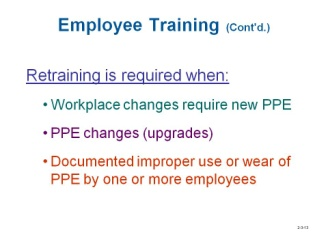 Employee Training (Cont'd.)
Retraining is required when:
• Workplace changes require new PPE
• PPE changes (upgrades)
• Documented improper use or wear of
PPE by one or more employees